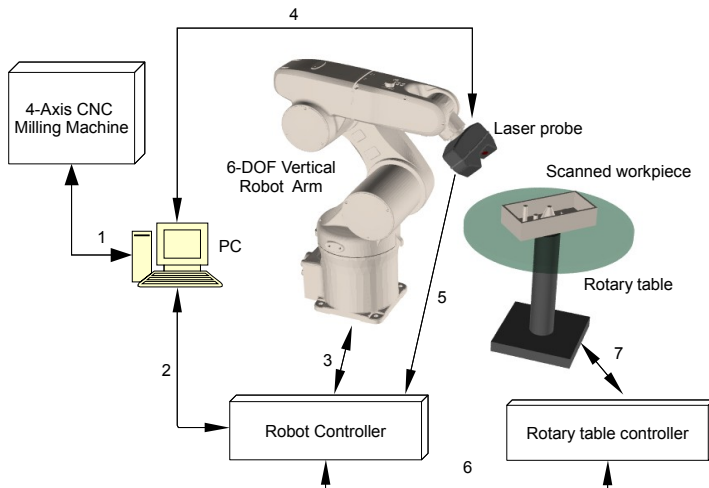 4
4-Axis CNC
Milling Machine
Laser probe
6-DOF Vertical
Robot Arm
Scanned workpiece
1
PC
Rotary table
5
3
7
2
Robot Controller
Rotary table controller
6